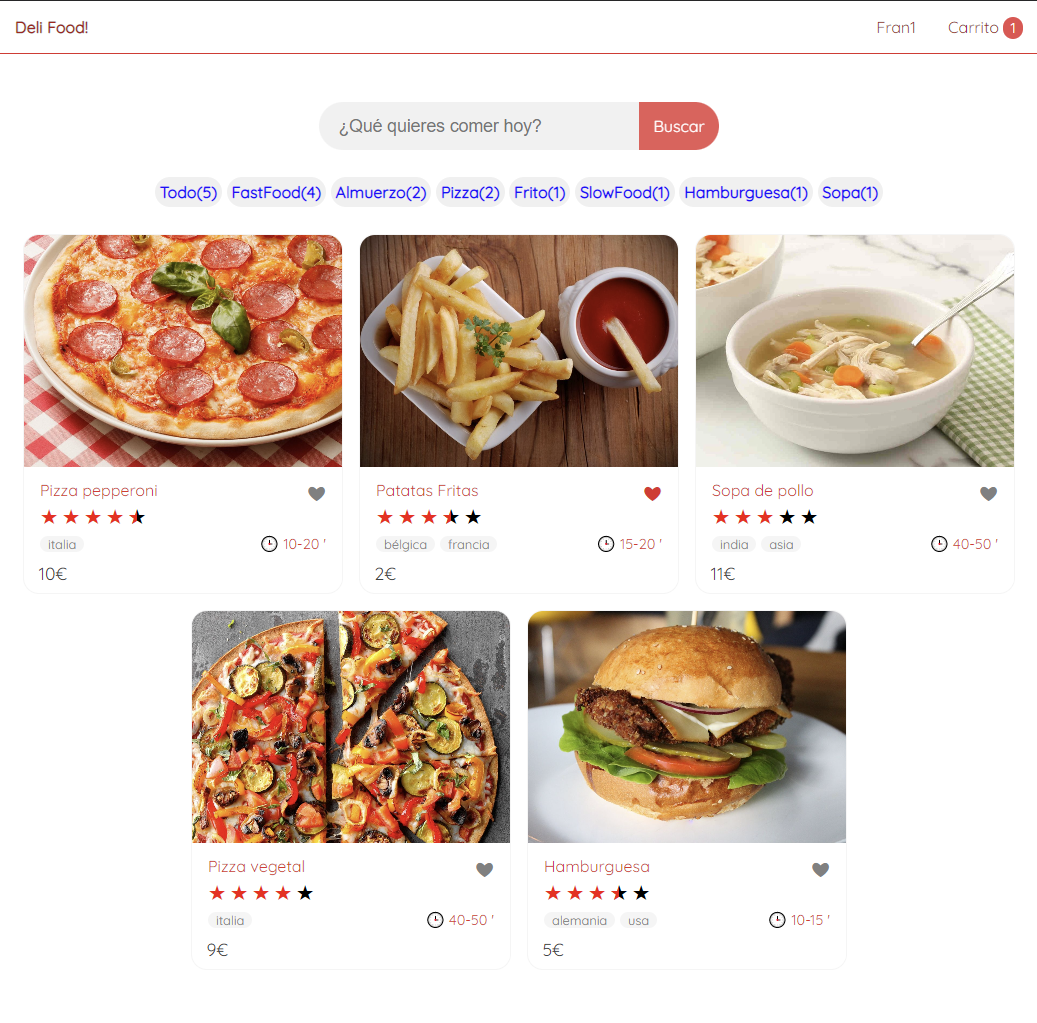 Deli Food! Fran1 Carrito 1
¿Qué quieres comer hoy? Buscar
Todo(5) FastFood(4) Almuerzo(2) Pizza(2) Frito(1) SlowFood(1) Hamburguesa(1) Sopa(1)
Pizza pepperoni
italia 10-20 '
10€
Patatas Fritas
bélgica francia 15-20 '
2€
Sopa de pollo
india asia 40-50 '
11€
Pizza vegetal
italia 40-50 '
9€
Hamburguesa
alemania usa 10-15 '
5€